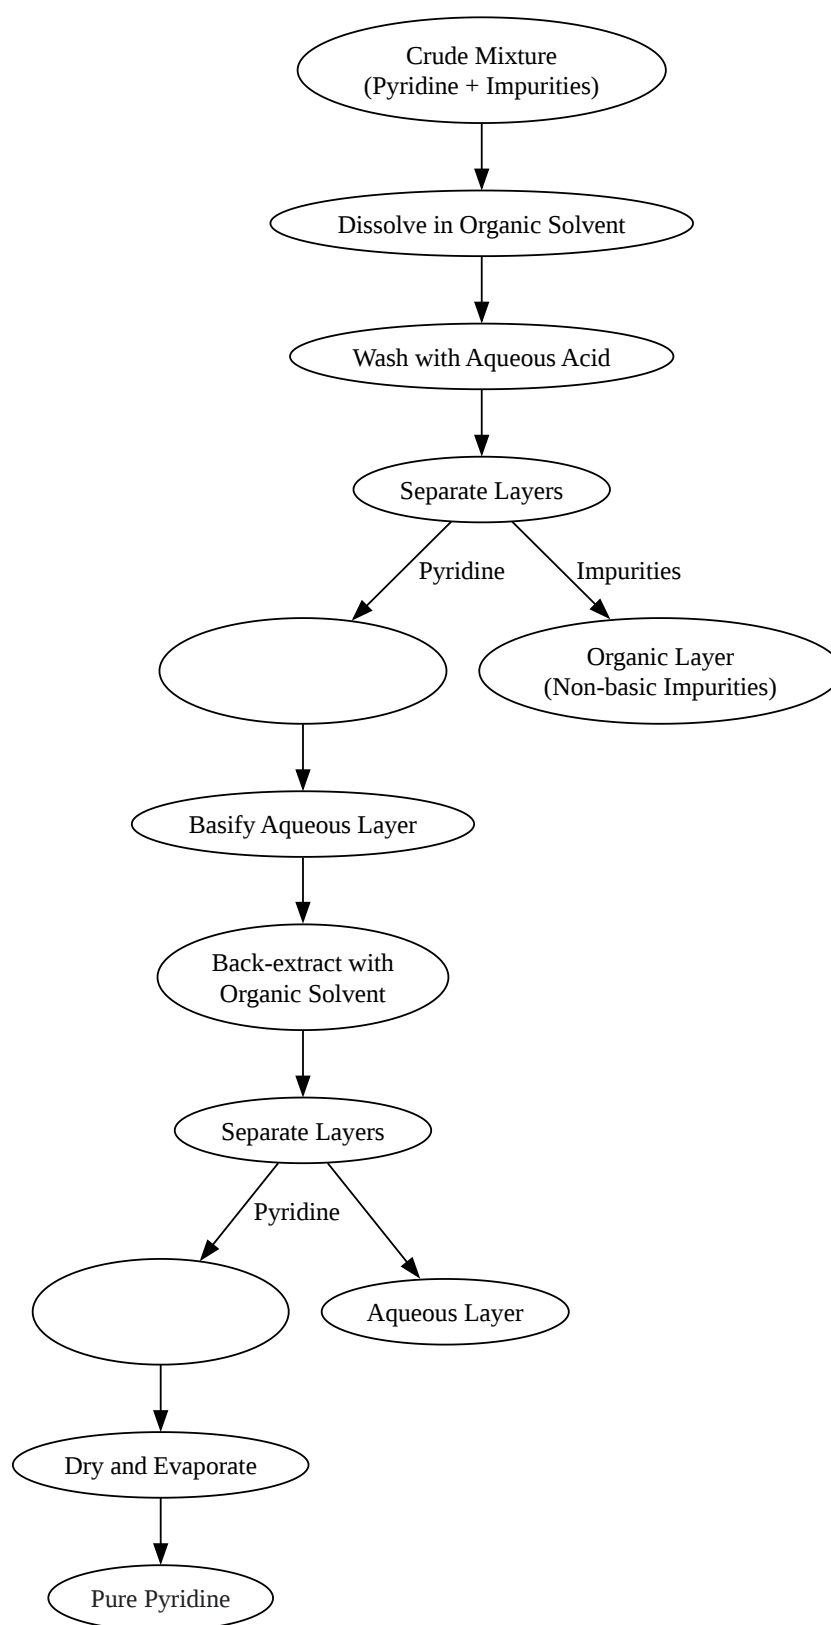 Crude Mixture
(Pyridine + Impurities)
Dissolve in Organic Solvent
Wash with Aqueous Acid
Separate Layers
Pyridine
Impurities
Organic Layer
(Non-basic Impurities)
Basify Aqueous Layer
Back-extract with
Organic Solvent
Separate Layers
Pyridine
Aqueous Layer
Dry and Evaporate
Pure Pyridine